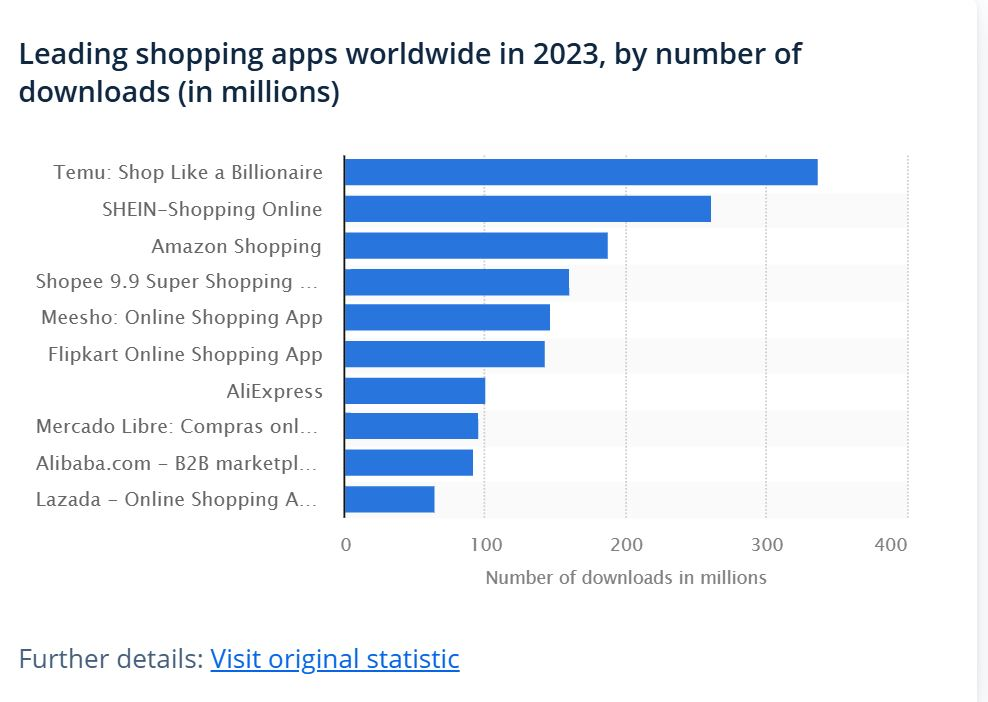 Leading shopping apps worldwide in 2023, by number of
downloads (in millions)
Temu: Shop Like a Billionaire
SHEIN-Shopping Online
Amazon Shopping
Shopee 9.9 Super Shopping ...
Meesho: Online Shopping App
Flipkart Online Shopping App
AliExpress
Mercado Libre: Compras onl...
Alibaba.com - B2B marketpl...
Lazada - Online Shopping A...
0 100 200 300 400
Number of downloads in millions
Further details: Visit original statistic